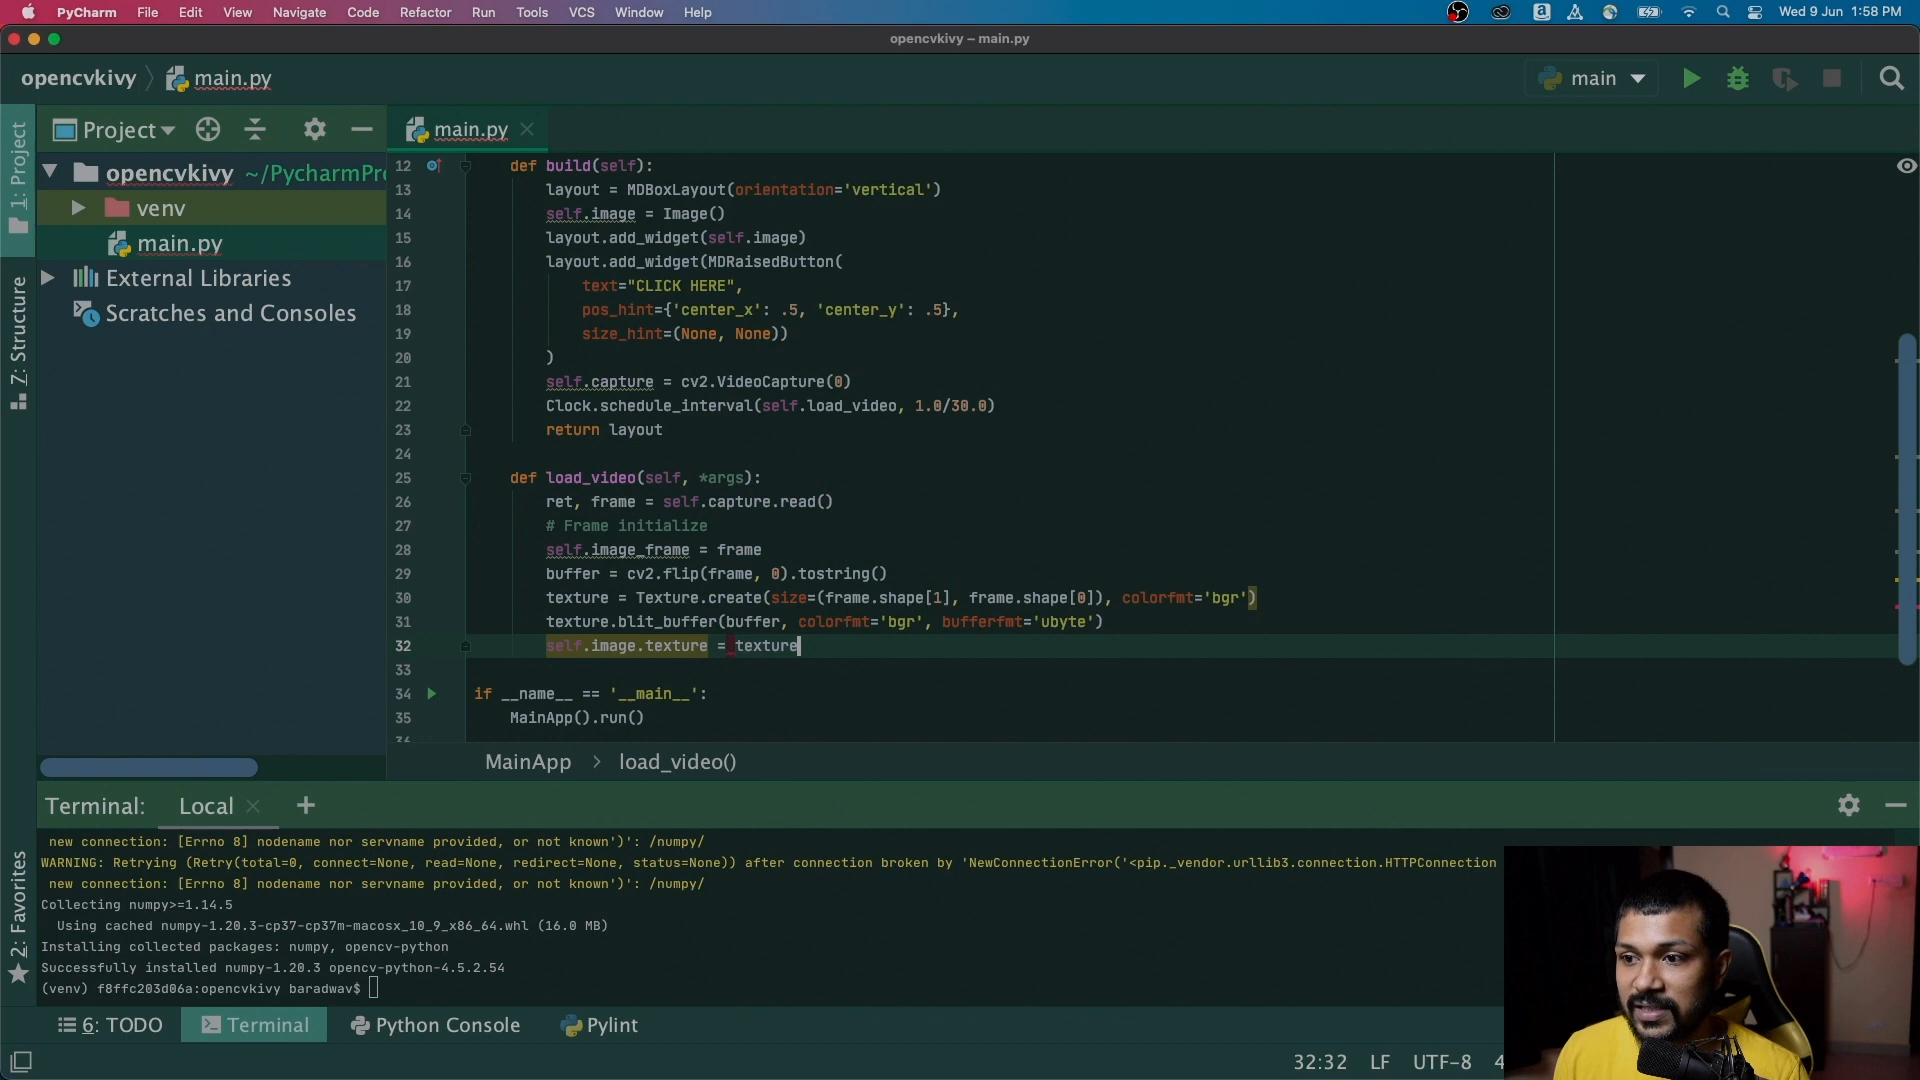 PyCharm File Edit View Navigate Code Refactor Run Tools VCS Window Help Wed 9 Jun 1:58 PM
opencvkivy – main.py
opencvkivy main.py main
1: Project
Project
opencvkivy ~/PycharmPro
venv
main.py
External Libraries
Scratches and Consoles
7: Structure
2: Favorites
main.py
12 def build(self):
13 layout = MDBoxLayout(orientation='vertical')
14 self.image = Image()
15 layout.add_widget(self.image)
16 layout.add_widget(MDRaisedButton(
17 text="CLICK HERE",
18 pos_hint={'center_x': .5, 'center_y': .5},
19 size_hint=(None, None))
20 )
21 self.capture = cv2.VideoCapture(0)
22 Clock.schedule_interval(self.load_video, 1.0/30.0)
23 return layout
24
25 def load_video(self, *args):
26 ret, frame = self.capture.read()
27 # Frame initialize
28 self.image_frame = frame
29 buffer = cv2.flip(frame, 0).tostring()
30 texture = Texture.create(size=(frame.shape[1], frame.shape[0]), colorfmt='bgr')
31 texture.blit_buffer(buffer, colorfmt='bgr', bufferfmt='ubyte')
32 self.image.texture = texture
33
34 if __name__ == '__main__':
35 MainApp().run()
MainApp > load_video()
Terminal: Local +
new connection: [Errno 8] nodename nor servname provided, or not known')': /numpy/
WARNING: Retrying (Retry(total=0, connect=None, read=None, redirect=None, status=None)) after connection broken by 'NewConnectionError('<pip._vendor.urllib3.connection.HTTPConnection
new connection: [Errno 8] nodename nor servname provided, or not known')': /numpy/
Collecting numpy>=1.14.5
Using cached numpy-1.20.3-cp37-cp37m-macosx_10_9_x86_64.whl (16.0 MB)
Installing collected packages: numpy, opencv-python
Successfully installed numpy-1.20.3 opencv-python-4.5.2.54
(venv) f8ffc203d06a:opencvkivy baradwav$
6: TODO Terminal Python Console Pylint
32:32 LF UTF-8 4